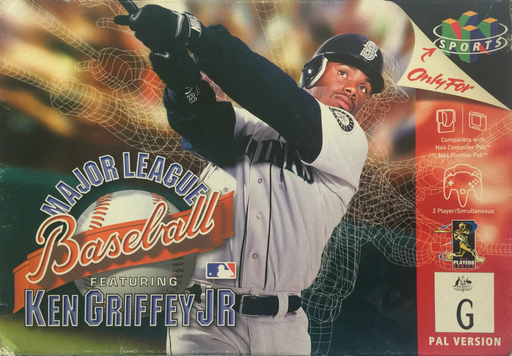 SPORTS
Only For
Compatible with
N64 Controller Pak™
N64 Rumble Pak™
2 Player/Simultaneous
MAJOR LEAGUE
Baseball
FEATURING
KEN GRIFFEY JR
PLAYERS
G
PAL VERSION